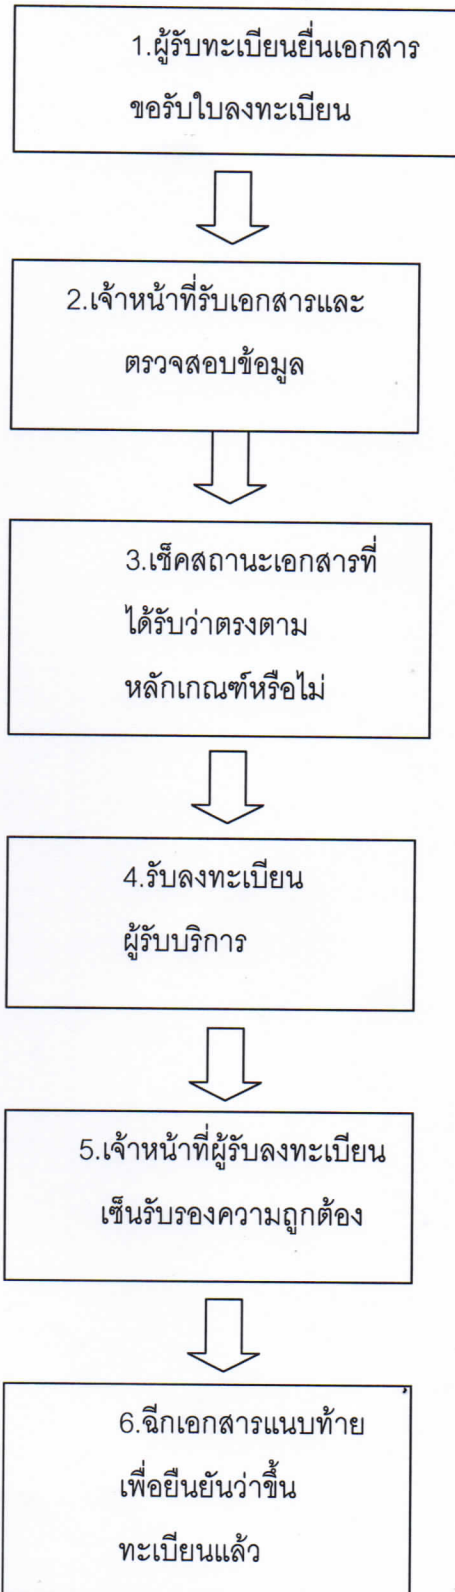 1.ผู้รับทะเบียนยื่นเอกสาร
ขอรับใบลงทะเบียน
2.เจ้าหน้าที่รับเอกสารและ
ตรวจสอบข้อมูล
3.เช็คสถานะเอกสารที่
ได้รับว่าตรงตาม
หลักเกณฑ์หรือไม่
4.รับลงทะเบียน
ผู้รับบริการ
5.เจ้าหน้าที่ผู้รับลงทะเบียน
เซ็นรับรองความถูกต้อง
6.ฉีกเอกสารแนบท้าย
เพื่อยืนยันว่าขึ้น
ทะเบียนแล้ว